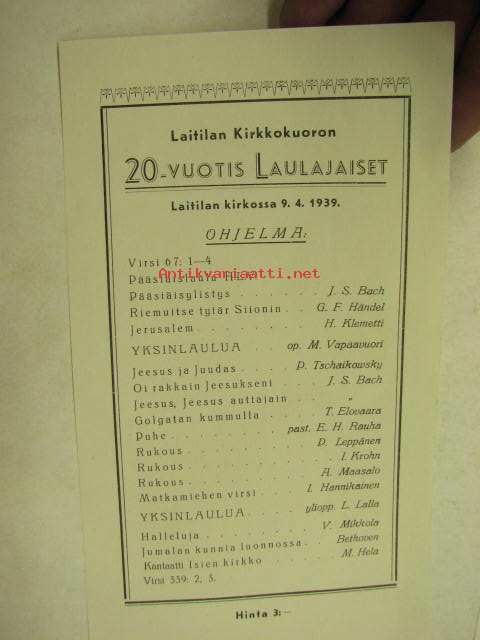 Laitilan Kirkkokuoron
20-VUOTIS LAULAJAISET
Laitilan kirkossa 9. 4. 1939.
OHJELMA:
Virsi 67: 1—4
Antikvariaatti.net
Pääsiäisylistys . . . . . . J. S. Bach
Riemuitse tytär Siionin . . G. F. Händel
Jerusalem . . . . . . . . H. Klemetti
YKSINLAULUA . . . op. M. Vapaavuori
Jeesus ja Juudas . . . . P. Tschaikowsky
Oi rakkain Jeesukseni . . . J. S. Bach
Jeesus, Jeesus auttajain . . . „
Golgatan kummulla . . . . T. Elovaara
Puhe . . . . . . . . past. E. H. Rauha
Rukous . . . . . . . . P. Leppänen
Rukous . . . . . . . . I. Krohn
Rukous . . . . . . . . A. Maasalo
Matkamiehen virsi . . . I. Hannikainen
YKSINLAULUA . . . . yliopp. L. Lalla
Halleluja . . . . . . . . V. Mikkola
Jumalan kunnia luonnossa . . Bethoven
Kantaatti Isien kirkko . . . . M. Hela
Virsi 339: 2, 3.
Hinta 3:—